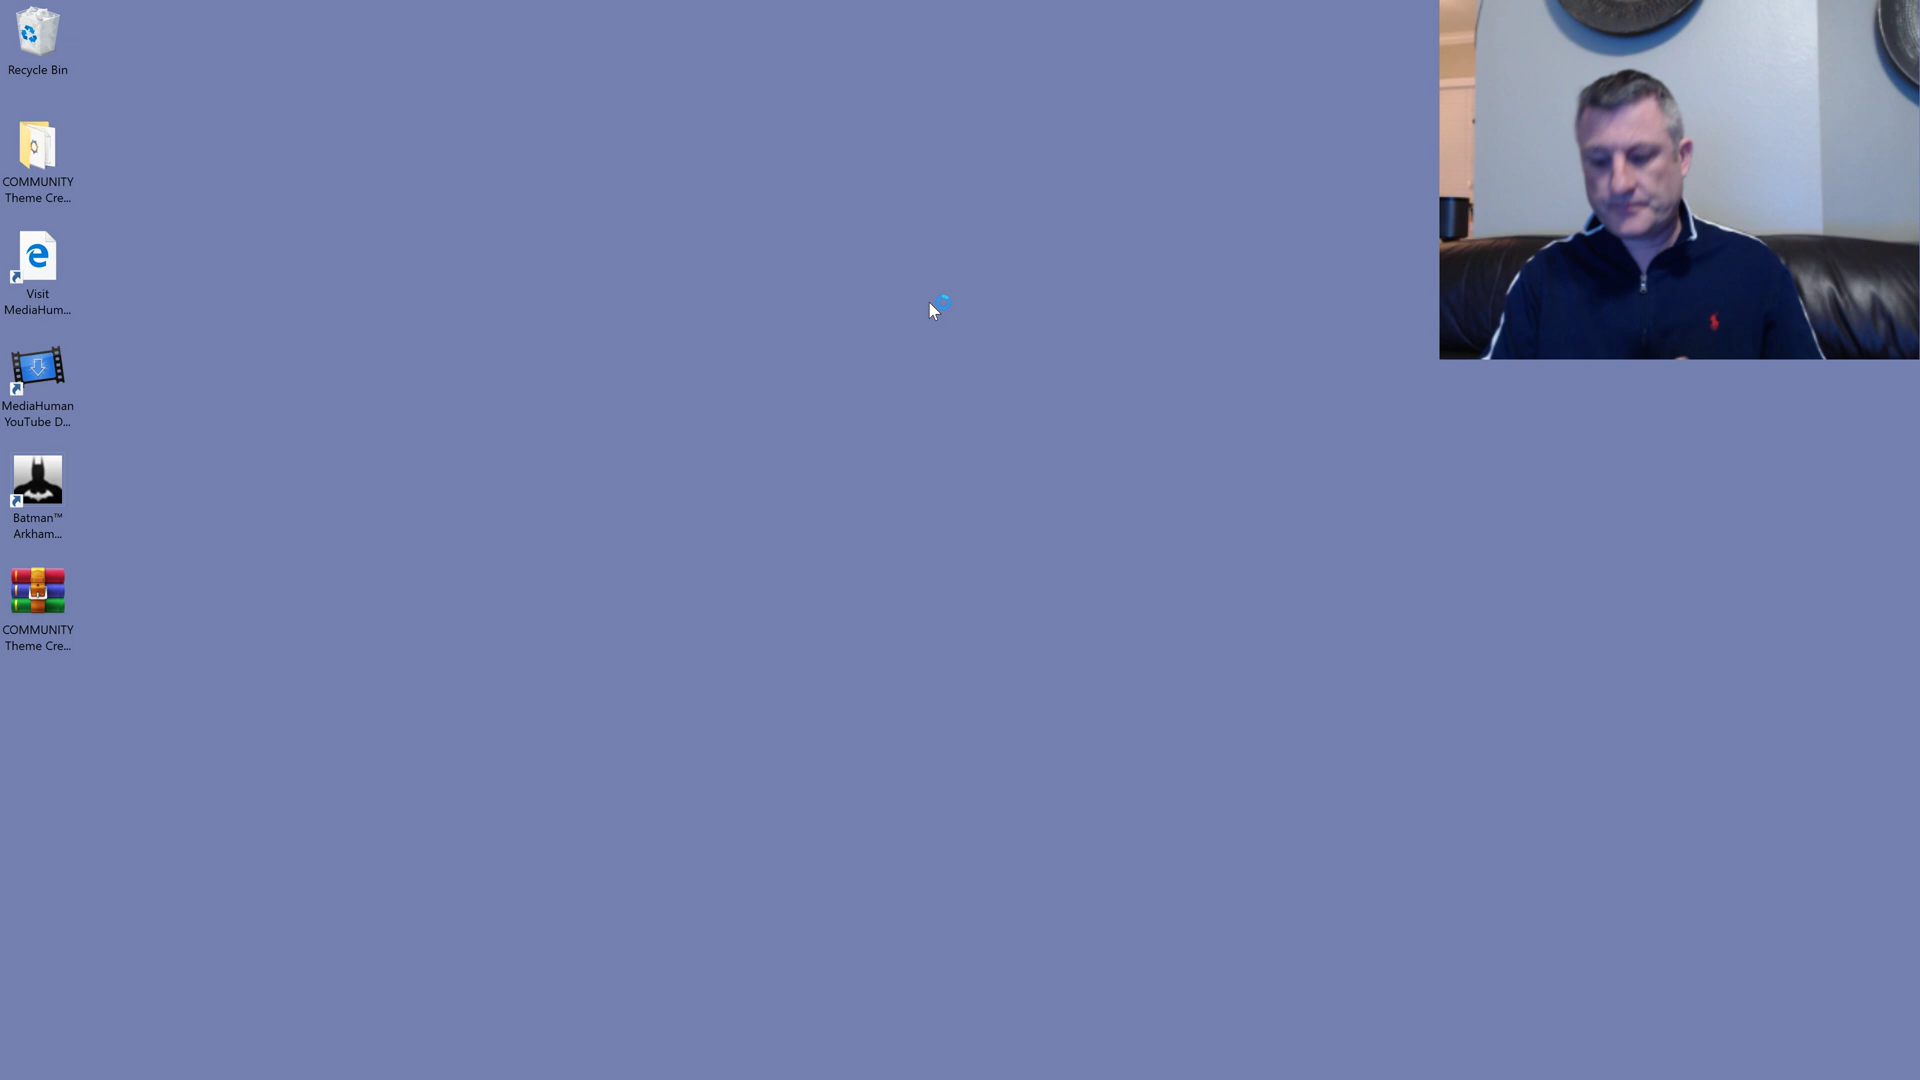 Recycle Bin
COMMUNITY
Theme Cre...
Visit
MediaHum...
MediaHuman
YouTube D...
Batman™
Arkham...
COMMUNITY
Theme Cre...